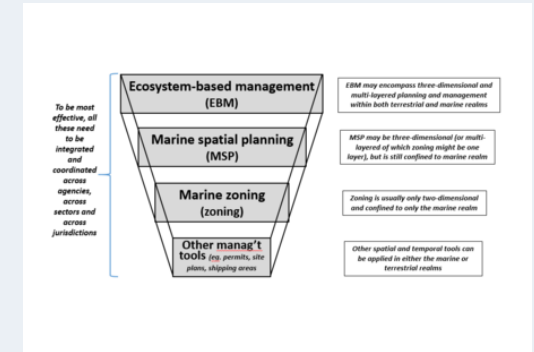 To be most
effective, all
these need
to be
integrated
and
coordinated
across
agencies,
across
sectors and
across
jurisdictions
Ecosystem-based management
(EBM)
Marine spatial planning
(MSP)
Marine zoning
(zoning)
Other manag't
tools (eg. permits, site
plans, shipping areas
EBM may encompass three-dimensional and
multi-layered planning and management
within both terrestrial and marine realms
MSP may be three-dimensional (or multi-
layered of which zoning might be one
layer), but is still confined to marine realm
Zoning is usually only two-dimensional
and confined to only the marine realm
Other spatial and temporal tools can
be applied in either the marine or
terrestrial realms